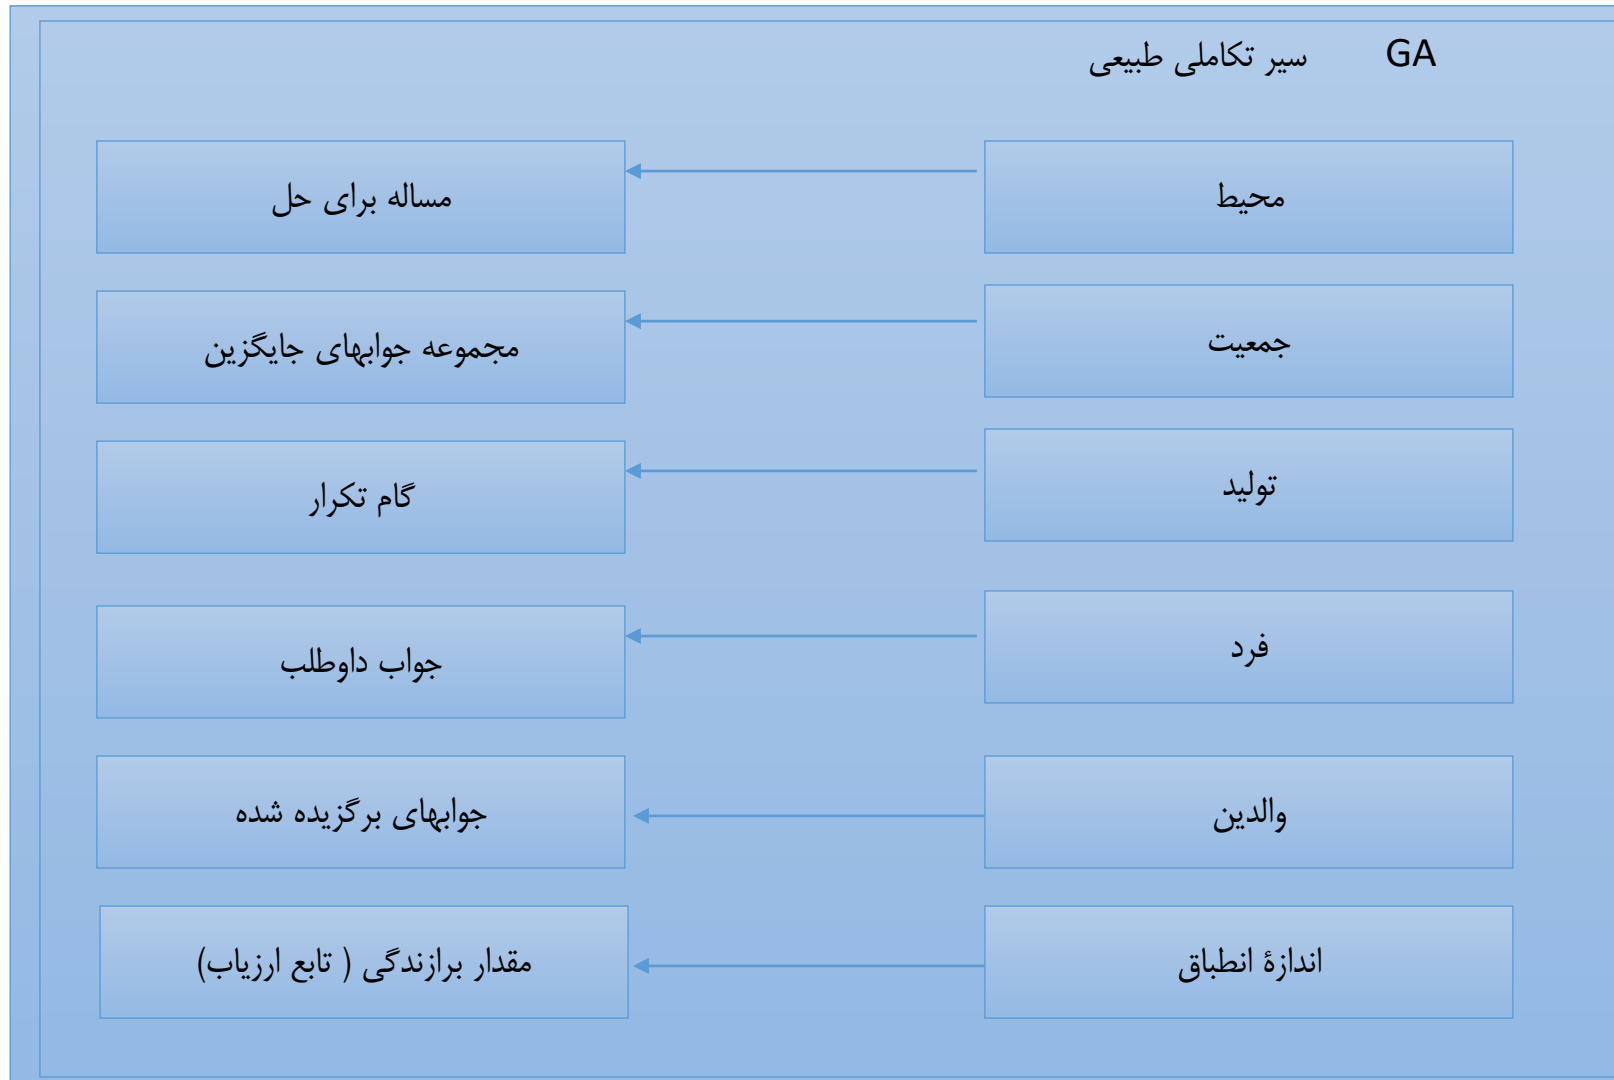 GA سیر تکاملی طبیعی
محیط
مساله برای حل
جمعیت
مجموعه جوابهای جایگزین
تولید
گام تکرار
فرد
جواب داوطلب
والدین
جوابهای برگزیده شده
اندازهٔ انطباق
مقدار برازندگی ( تابع ارزیاب)